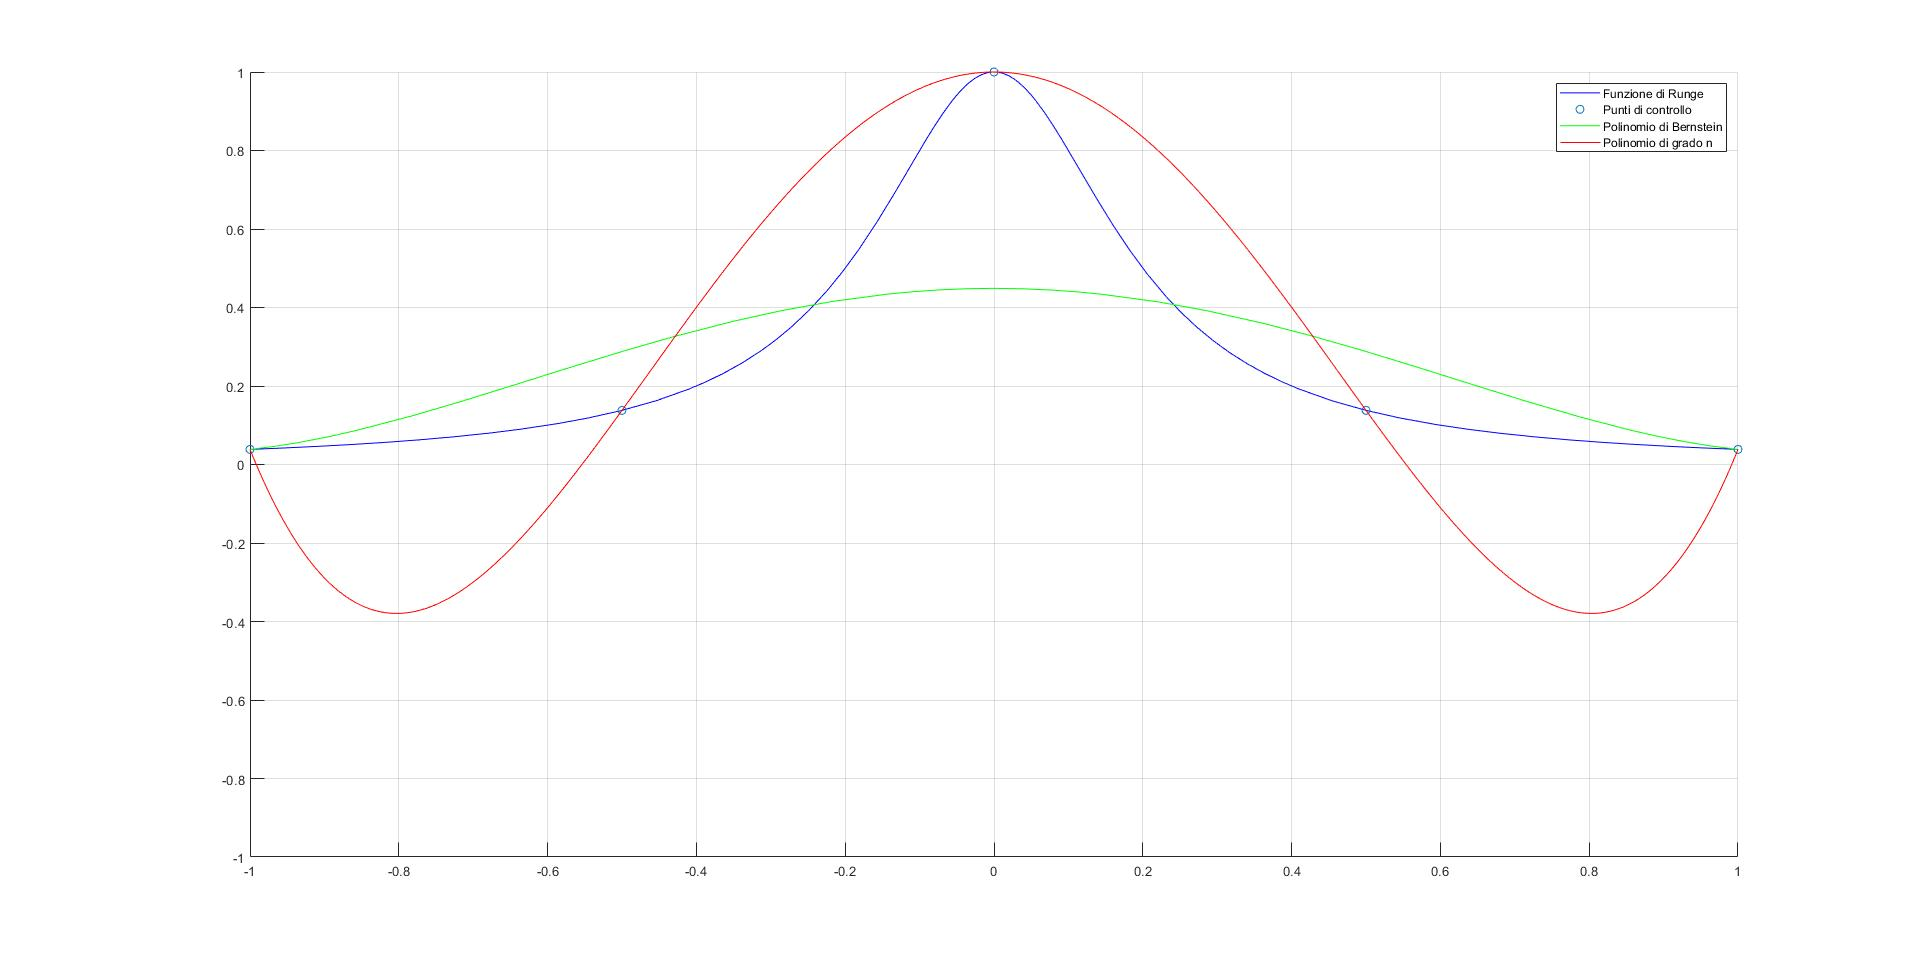 Funzione di Runge
Punti di controllo
Polinomio di Bernstein
Polinomio di grado n
1
0.8
0.6
0.4
0.2
0
-0.2
-0.4
-0.6
-0.8
-1
-1 -0.8 -0.6 -0.4 -0.2 0 0.2 0.4 0.6 0.8 1